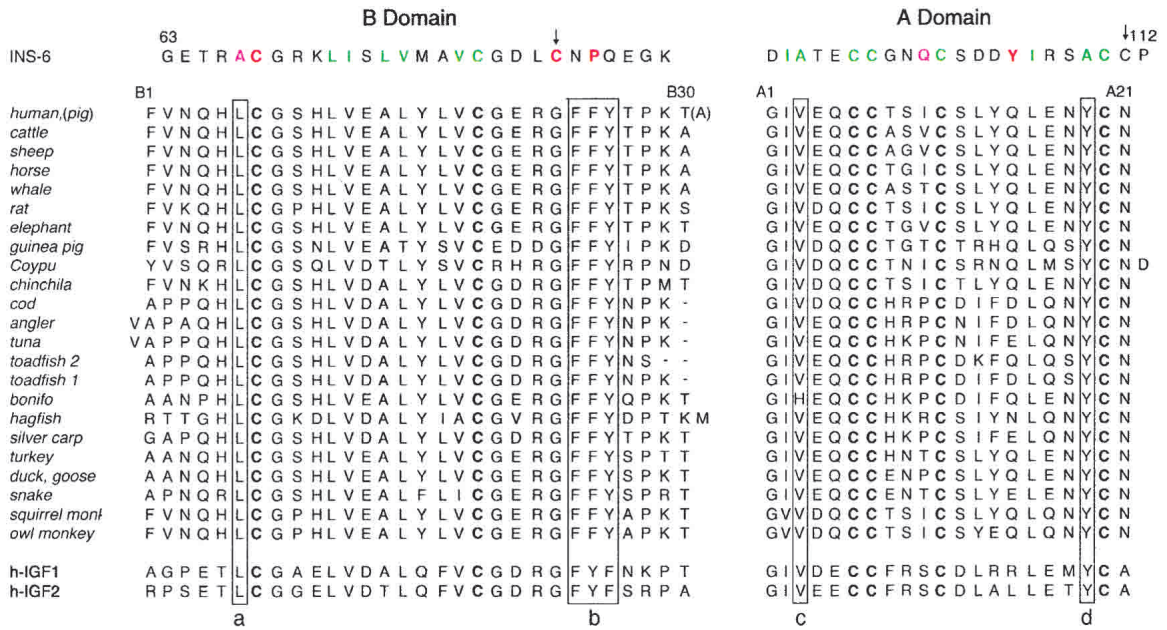 B Domain A Domain
63 112
INS-6 G E T R A C G R K L I S L V M A V C G D L C N P Q E G K D I A T E C C G N Q C S D D Y I R S A C C P
B1 B30 A1 A21
human,(pig) F V N Q H L C G S H L V E A L Y L V C G E R G F F Y T P K T(A) G I V E Q C C T S I C S L Y Q L E N Y C N
cattle F V N Q H L C G S H L V E A L Y L V C G E R G F F Y T P K A G I V E Q C C A S V C S L Y Q L E N Y C N
sheep F V N Q H L C G S H L V E A L Y L V C G E R G F F Y T P K A G I V E Q C C A G V C S L Y Q L E N Y C N
horse F V N Q H L C G S H L V E A L Y L V C G E R G F F Y T P K A G I V E Q C C T G I C S L Y Q L E N Y C N
whale F V N Q H L C G S H L V E A L Y L V C G E R G F F Y T P K A G I V E Q C C A S T C S L Y Q L E N Y C N
rat F V K Q H L C G P H L V E A L Y L V C G E R G F F Y T P K S G I V D Q C C T S I C S L Y Q L E N Y C N
elephant F V N Q H L C G S H L V E A L Y L V C G E R G F F Y T P K T G I V E Q C C T G V C S L Y Q L E N Y C N
guinea pig F V S R H L C G S N L V E A T Y S V C E D D G F F Y I P K D G I V D Q C C T G T C T R H Q L Q S Y C N
Coypu Y V S Q R L C G S Q L V D T L Y S V C R H R G F F Y R P N D G I V D Q C C T N I C S R N Q L M S Y C N D
chinchila F V N K H L C G S H L V D A L Y L V C G D R G F F Y T P M T G I V D Q C C T S I C T L Y Q L E N Y C N
cod A P P Q H L C G S H L V D A L Y L V C G D R G F F Y N P K - G I V D Q C C H R P C D I F D L Q N Y C N
angler V A P A Q H L C G S H L V D A L Y L V C G D R G F F Y N P K - G I V E Q C C H R P C N I F D L Q N Y C N
tuna V A P P Q H L C G S H L V D A L Y L V C G D R G F F Y N P K - G I V E Q C C H K P C N I F E L Q N Y C N
toadfish 2 A P P Q H L C G S H L V D A L Y L V C G D R G F F Y N S - - G I V E Q C C H R P C D K F Q L Q S Y C N
toadfish 1 A P P Q H L C G S H L V D A L Y L V C G D R G F F Y N P K - G I V E Q C C H R P C D I F D L Q S Y C N
bonifo A A N P H L C G S H L V E A L Y L V C G E R G F F Y Q P K T G I H E Q C C H K P C D I F Q L E N Y C N
hagfish R T T G H L C G K D L V D A L Y I A C G V R G F F Y D P T K M G I V E Q C C H K R C S I Y N L Q N Y C N
silver carp G A P Q H L C G S H L V D A L Y L V C G D R G F F Y T P K T G I V E Q C C H K P C S I F E L Q N Y C N
turkey A A N Q H L C G S H L V E A L Y L V C G E R G F F Y S P T T G I V E Q C C H N T C S L Y Q L E N Y C N
duck, goose A A N Q H L C G S H L V E A L Y L V C G E R G F F Y S P K T G I V E Q C C E N P C S L Y Q L E N Y C N
snake A P N Q R L C G S H L V E A L F L I C G E R G F F Y S P R T G I V E Q C C E N T C S L Y E L E N Y C N
squirrel monk F V N Q H L C G P H L V E A L Y L V C G E R G F F Y A P K T G V V D Q C C T S I C S L Y Q L Q N Y C N
owl monkey F V N Q H L C G P H L V E A L Y L V C G E R G F F Y A P K T G V V D Q C C T S I C S Y E Q L Q N Y C N
h-IGF1 A G P E T L C G A E L V D A L Q F V C G D R G F Y F N K P T G I V D E C C F R S C D L R R L E M Y C A
h-IGF2 R P S E T L C G G E L V D T L Q F V C G D R G F Y F S R P A G I V E E C C F R S C D L A L L E T Y C A
a b c d